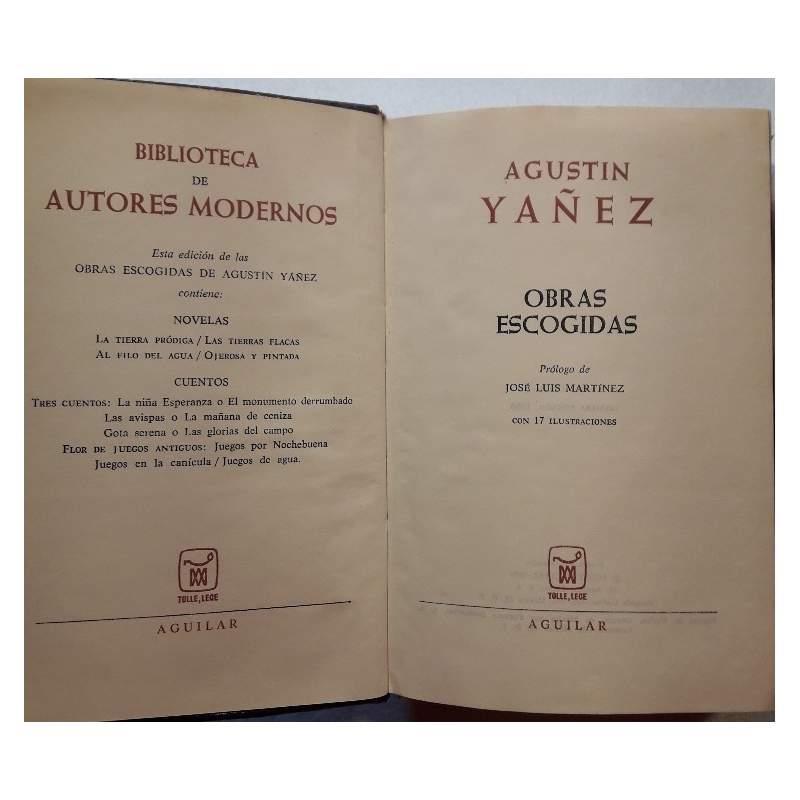 BIBLIOTECA
DE
AUTORES MODERNOS
Esta edición de las
OBRAS ESCOGIDAS DE AGUSTÍN YÁÑEZ
contiene:
NOVELAS
LA TIERRA PRÓDIGA / LAS TIERRAS FLACAS
AL FILO DEL AGUA / OJEROSA Y PINTADA
CUENTOS
TRES CUENTOS: La niña Esperanza o El monumento derrumbado
Las avispas o La mañana de ceniza
Gota serena o Las glorias del campo
FLOR DE JUEGOS ANTIGUOS: Juegos por Nochebuena
Juegos en la canícula / Juegos de agua.
TOLLE, LEGE
AGUILAR
AGUSTIN
YAÑEZ
OBRAS
ESCOGIDAS
Prólogo de
JOSÉ LUIS MARTÍNEZ
CON 17 ILUSTRACIONES
TOLLE, LEGE
AGUILAR